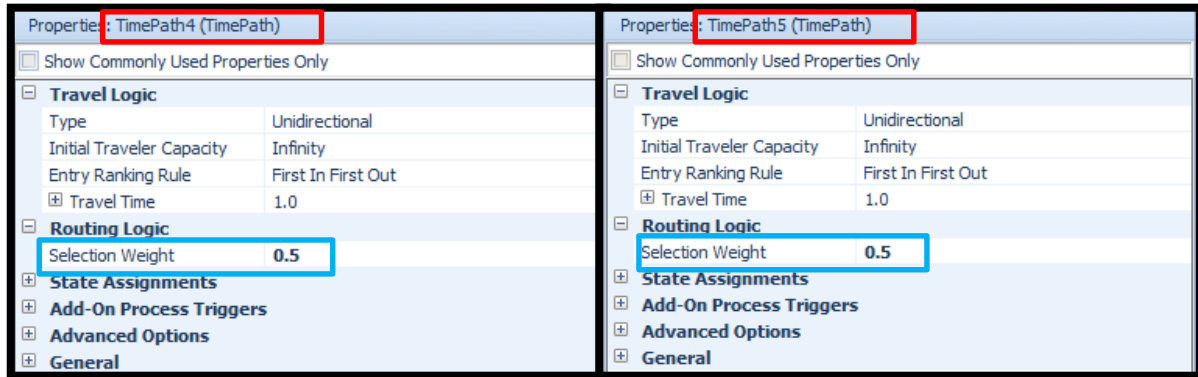 Properties: TimePath4 (TimePath)
Show Commonly Used Properties Only
Travel Logic
Type Unidirectional
Initial Traveler Capacity Infinity
Entry Ranking Rule First In First Out
Travel Time 1.0
Routing Logic
Selection Weight 0.5
State Assignments
Add-On Process Triggers
Advanced Options
General
Properties: TimePath5 (TimePath)
Show Commonly Used Properties Only
Travel Logic
Type Unidirectional
Initial Traveler Capacity Infinity
Entry Ranking Rule First In First Out
Travel Time 1.0
Routing Logic
Selection Weight 0.5
State Assignments
Add-On Process Triggers
Advanced Options
General